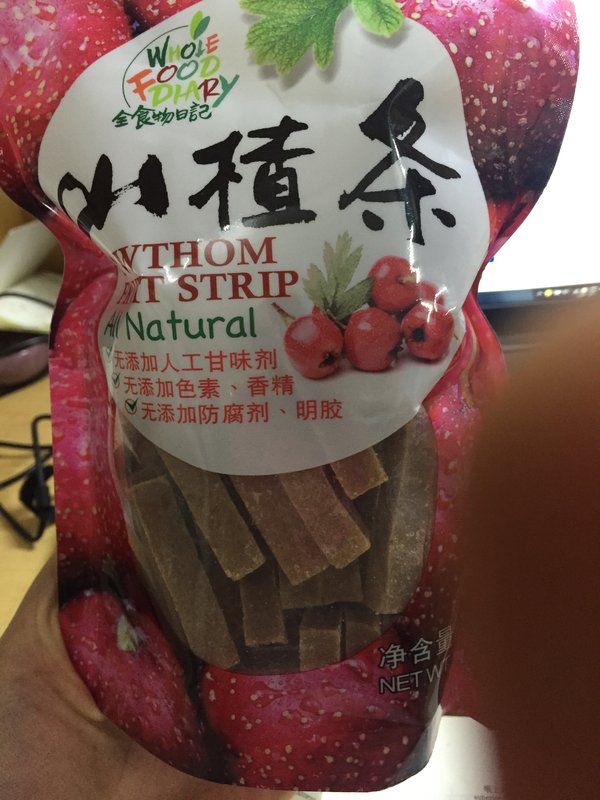 WHOLE
FOOD
DIARY
全食物日記
山楂条
WTHOM
IT STRIP
All Natural
无添加人工甘味剂
无添加色素、香精
无添加防腐剂、明胶
净含量
NET W